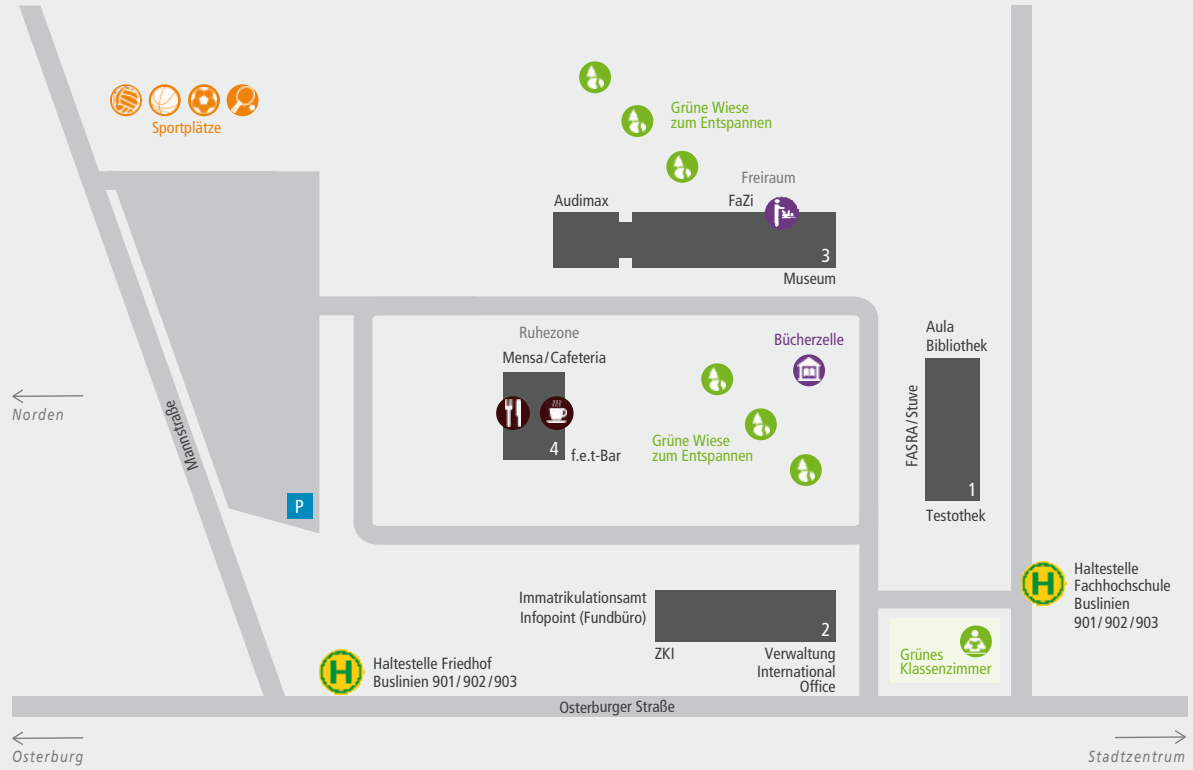 Sportplätze
Grüne Wiese
zum Entspannen
Freiraum
Audimax
FaZi
3
Museum
Ruhezone
Mensa/Cafeteria
4
f.e.t-Bar
Bücherzelle
Grüne Wiese
zum Entspannen
Aula
Bibliothek
FASRA/Stuve
1
Testothek
Norden
Mannstraße
P
H
Haltestelle
Fachhochschule
Buslinien
901/902/903
Immatrikulationsamt
Infopoint (Fundbüro)
2
ZKI
Verwaltung
International
Office
Grünes
Klassenzimmer
H
Haltestelle Friedhof
Buslinien 901/902/903
Osterburger Straße
Osterburg
Stadtzentrum